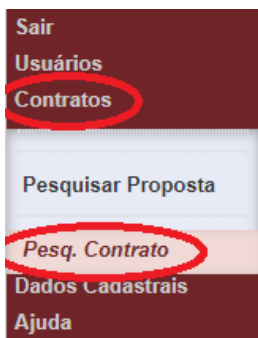 Sair
Usuários
Contratos
Pesquisar Proposta
Pesq. Contrato
Dados Cadastrais
Ajuda